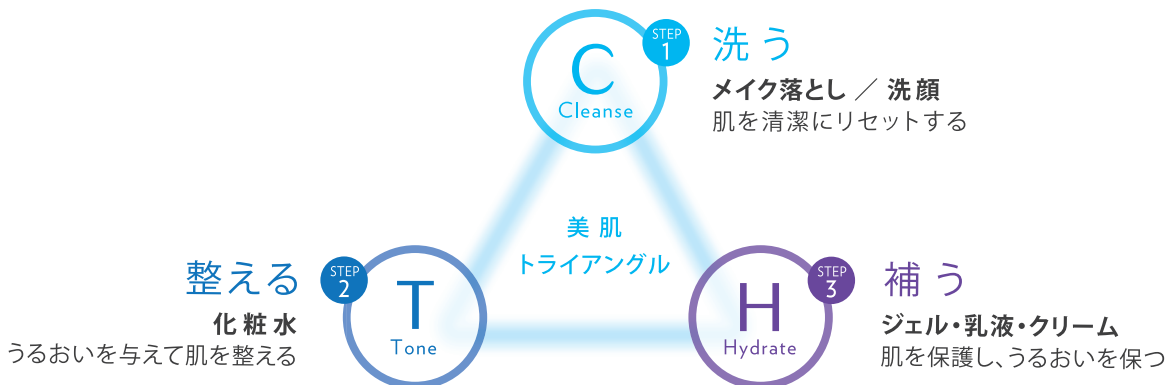 STEP
1
C
Cleanse
洗う
メイク落とし ／ 洗顔
肌を清潔にリセットする
美肌
トライアングル
整える
STEP
2
T
Tone
化粧水
うるおいを与えて肌を整える
H
Hydrate
STEP
3
補う
ジェル・乳液・クリーム
肌を保護し、うるおいを保つ